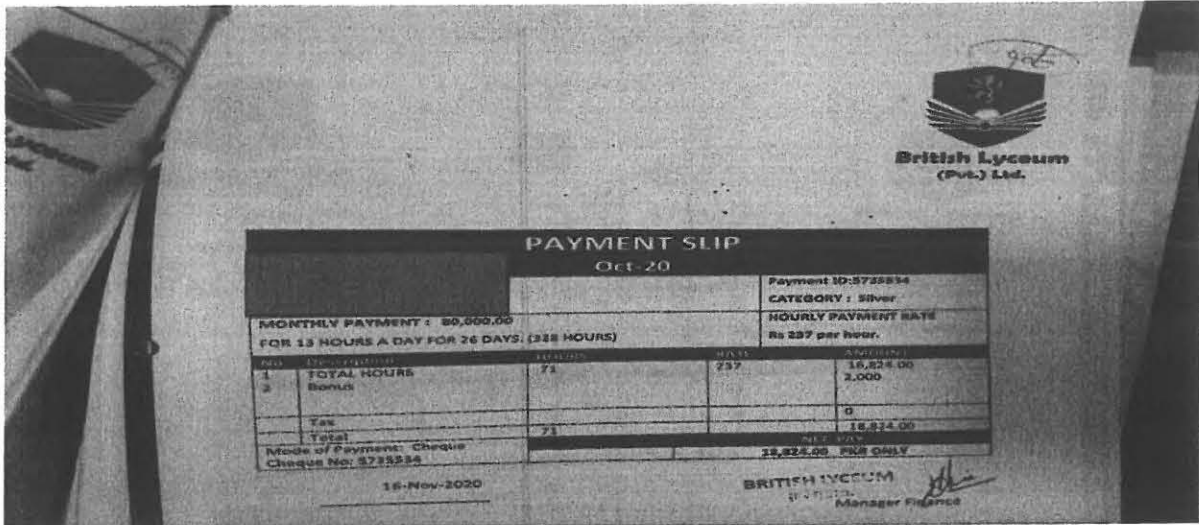 British Lyceum
(Pvt.) Ltd.
PAYMENT SLIP
Oct-20
Payment ID:5735534
CATEGORY : Silver
MONTHLY PAYMENT : 80,000.00
HOURLY PAYMENT RATE
FOR 13 HOURS A DAY FOR 26 DAYS. (338 HOURS)
Rs 237 per hour.
No Description HOURS RATE AMOUNT
1 TOTAL HOURS 71 237 16,824.00
2 Bonus 2,000
Tax 0
Total 71 18,824.00
Mode of Payment: Cheque NET PAY
Cheque No: 5735534 18,824.00 PKR ONLY
16-Nov-2020
BRITISH LYCEUM
Manager Finance